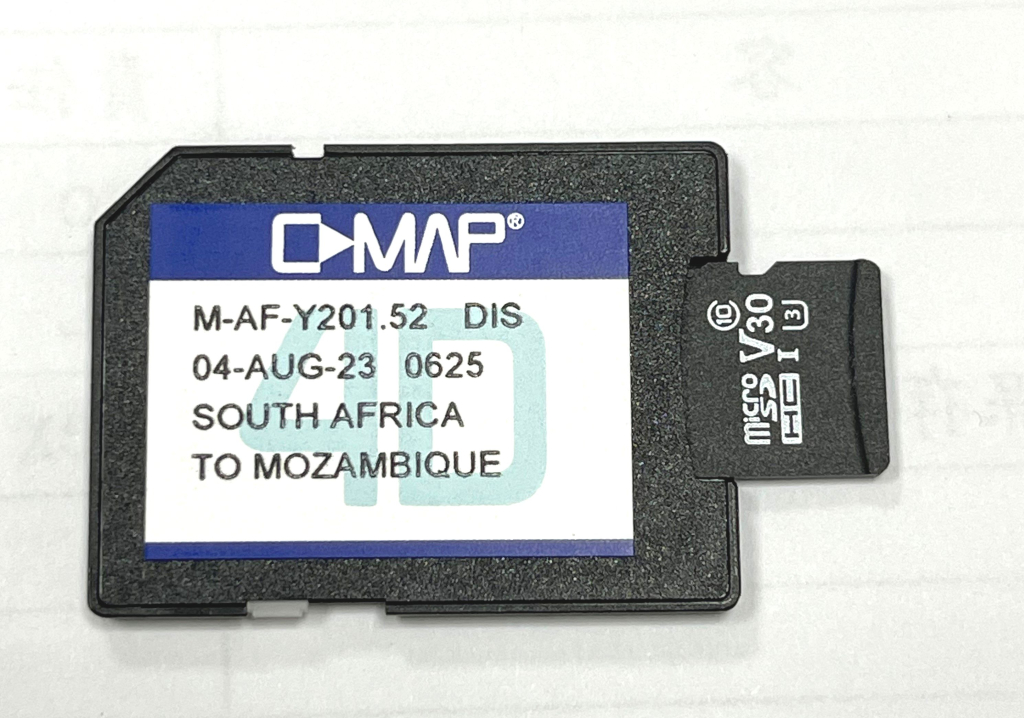 C-MAP®
4D
M-AF-Y201.52 DIS
04-AUG-23 0625
SOUTH AFRICA
TO MOZAMBIQUE
10 V30 3
micro SD HC I